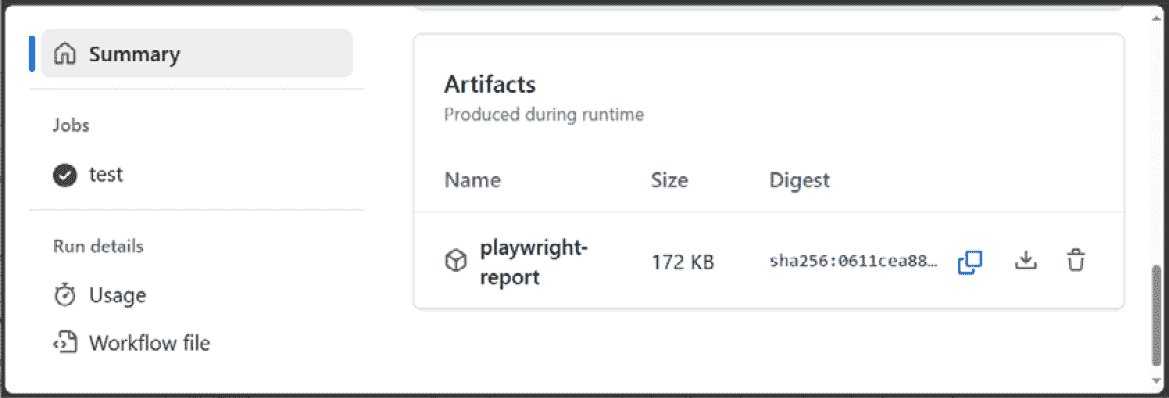 Summary
Jobs
test
Run details
Usage
Workflow file
Artifacts
Produced during runtime
Name Size Digest
playwright-
report
172 KB
sha256:0611cea88…